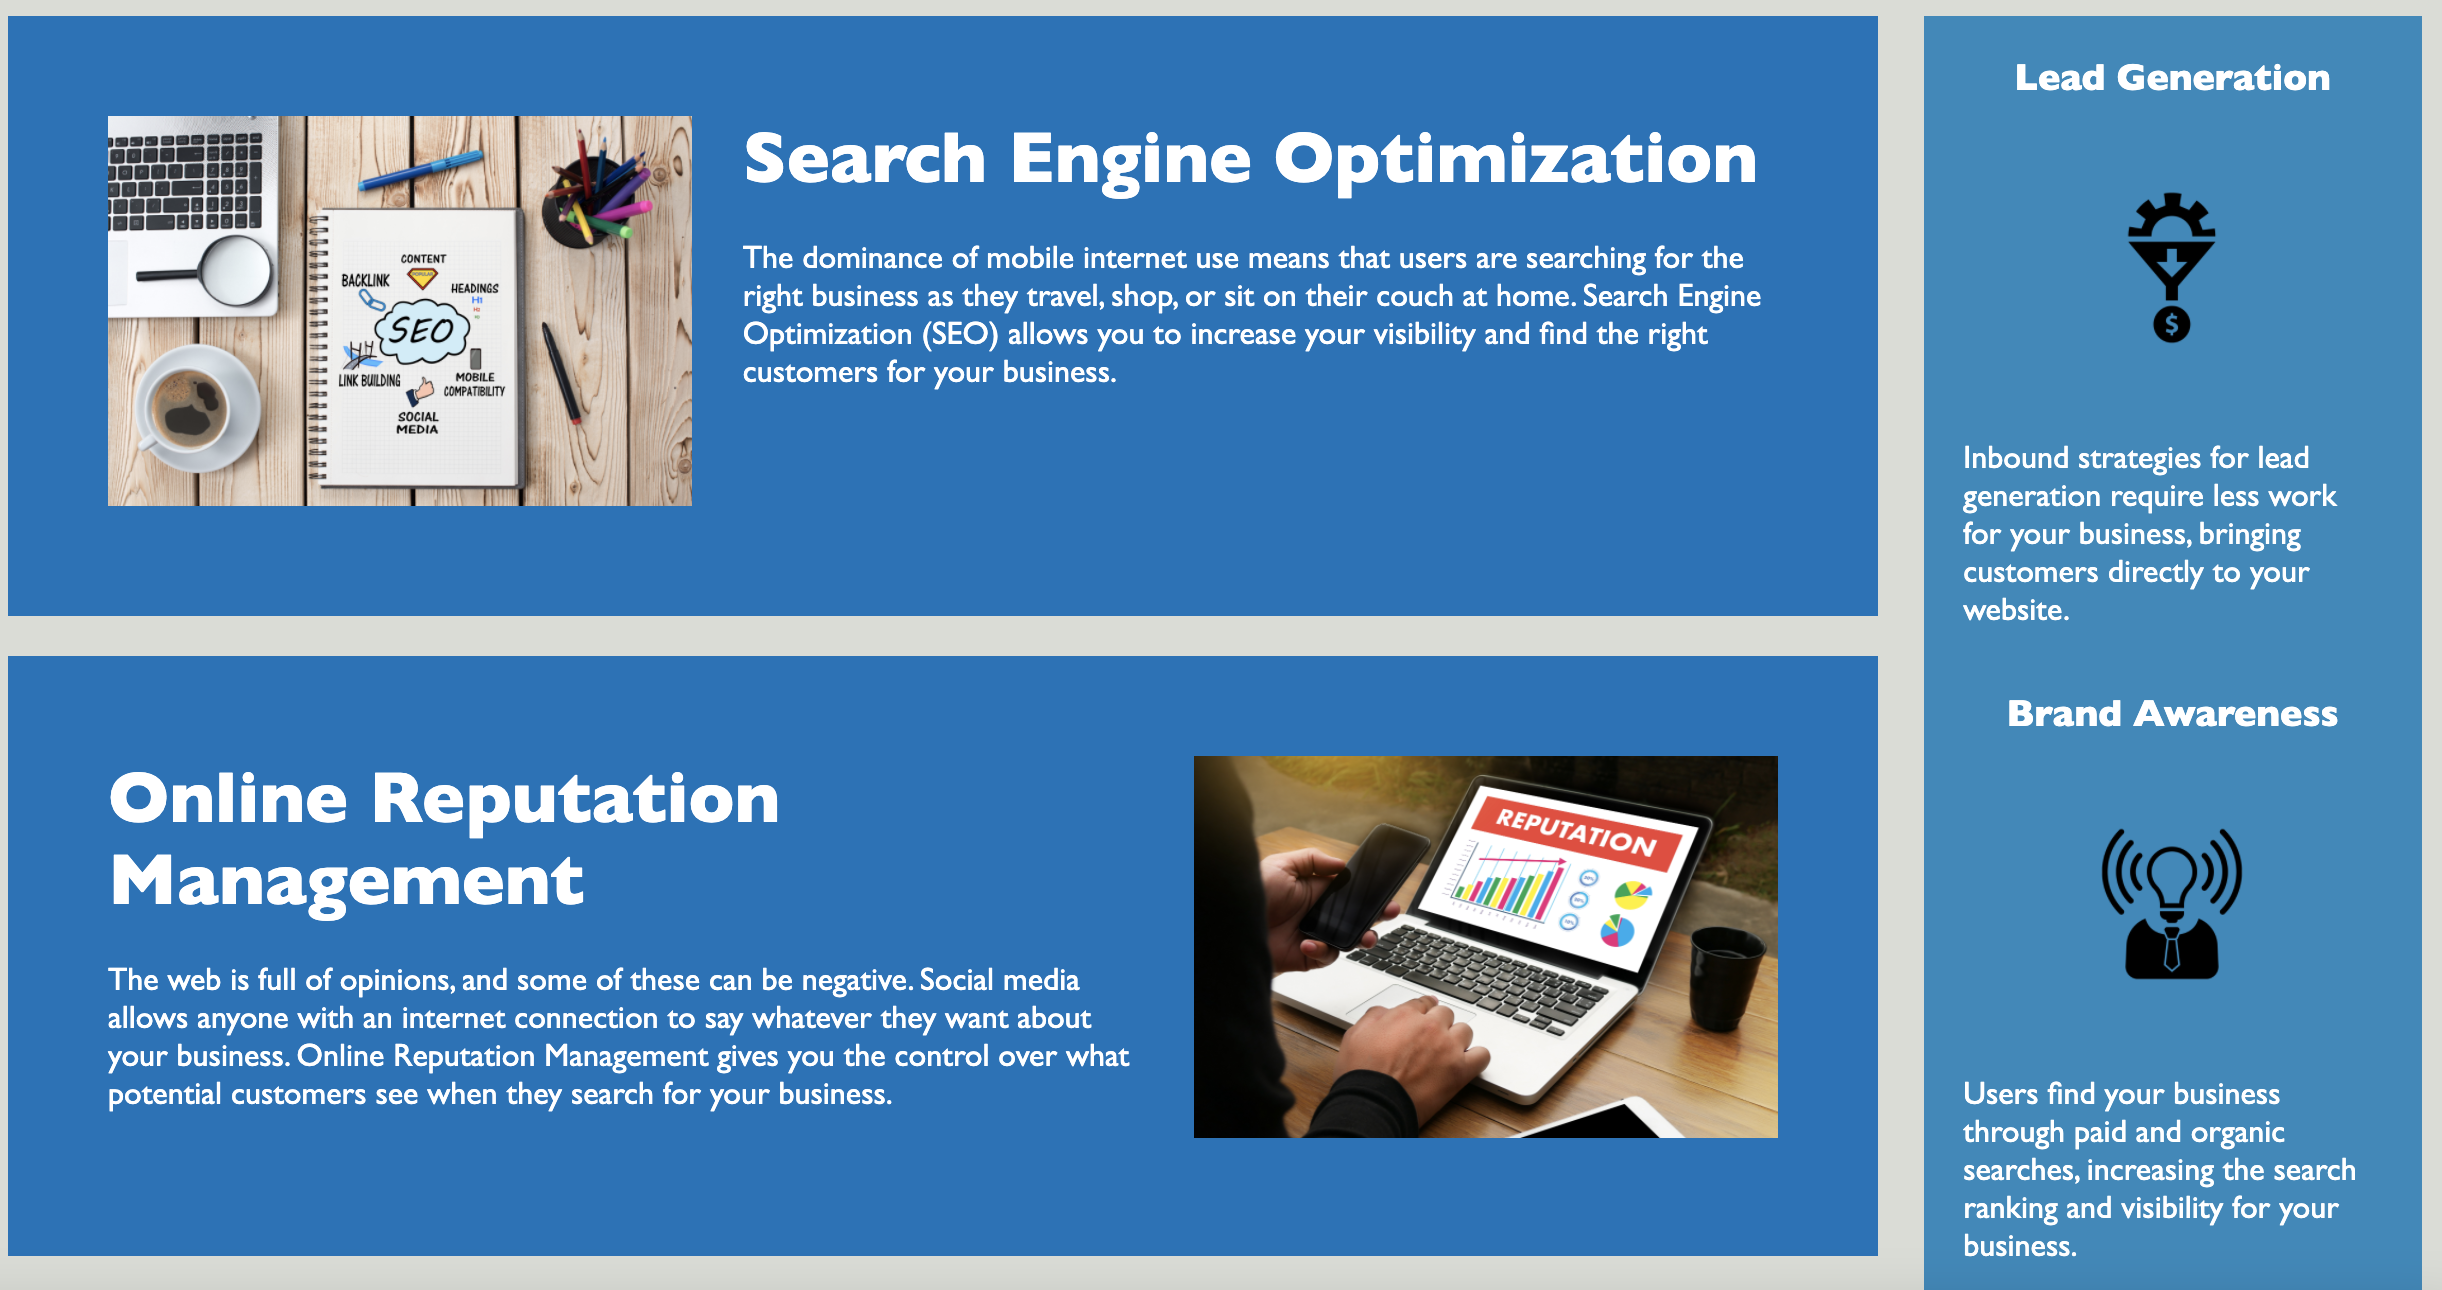 Search Engine Optimization
The dominance of mobile internet use means that users are searching for the
right business as they travel, shop, or sit on their couch at home. Search Engine
Optimization (SEO) allows you to increase your visibility and find the right
customers for your business.
CONTENT
POPULAR
BACKLINK
HEADINGS
H1
H2
SEO
LINK BUILDING
MOBILE
COMPATIBILITY
SOCIAL
MEDIA
Online Reputation
Management
The web is full of opinions, and some of these can be negative. Social media
allows anyone with an internet connection to say whatever they want about
your business. Online Reputation Management gives you the control over what
potential customers see when they search for your business.
REPUTATION
Lead Generation
$
Inbound strategies for lead
generation require less work
for your business, bringing
customers directly to your
website.
Brand Awareness
Users find your business
through paid and organic
searches, increasing the search
ranking and visibility for your
business.